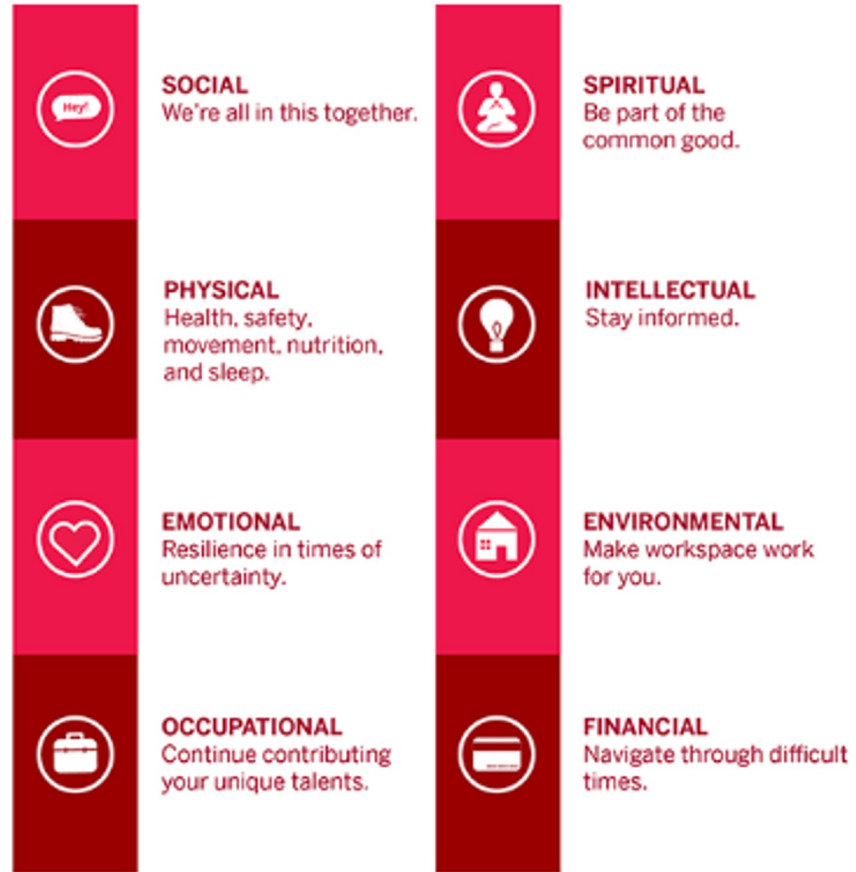 Hey!
SOCIAL
We're all in this together.
PHYSICAL
Health, safety,
movement, nutrition,
and sleep.
EMOTIONAL
Resilience in times of
uncertainty.
OCCUPATIONAL
Continue contributing
your unique talents.
SPIRITUAL
Be part of the
common good.
INTELLECTUAL
Stay informed.
ENVIRONMENTAL
Make workspace work
for you.
FINANCIAL
Navigate through difficult
times.